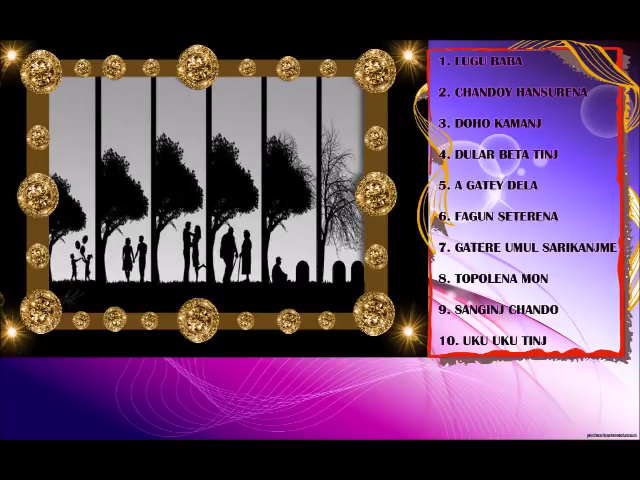 1. LUGU BABA
2. CHANDOY HANSURENA
3. DOHO KAMANJ
4. DULAR BETA TINJ
5. A GATEY DELA
6. FAGUN SETERENA
7. GATERE UMUL SARIKANJME
8. TOPOLENA MON
9. SANGINJ CHANDO
10. UKU UKU TINJ